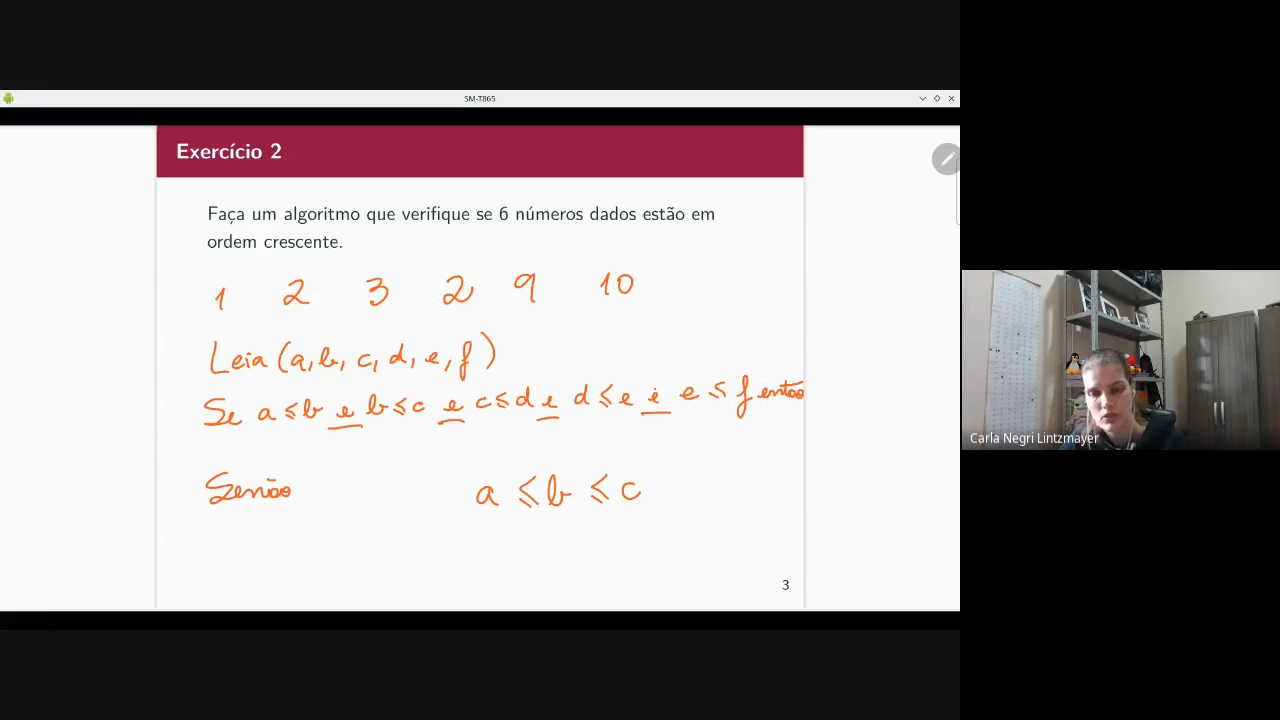 SM-T865
Exercício 2
Faça um algoritmo que verifique se 6 números dados estão em
ordem crescente.
1 2 3 2 9 10
Leia (a, b, c, d, e, f)
Se a ≤ b e b ≤ c e c ≤ d e d ≤ e e e ≤ f então
Senão
a ≤ b ≤ c
3
Carla Negri Lintzmayer